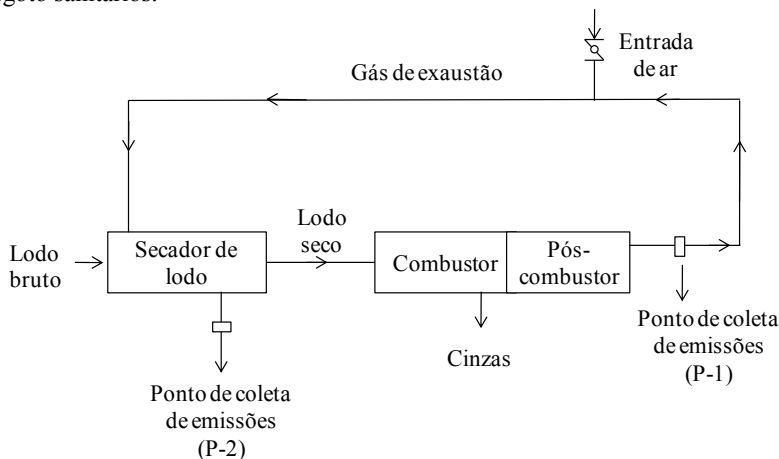 Entrada
de ar
Gás de exaustão
Lodo
bruto
Secador de
lodo
Lodo
seco
Combustor
Pós-
combustor
Cinzas
Ponto de coleta
de emissões
(P-1)
Ponto de coleta
de emissões
(P-2)